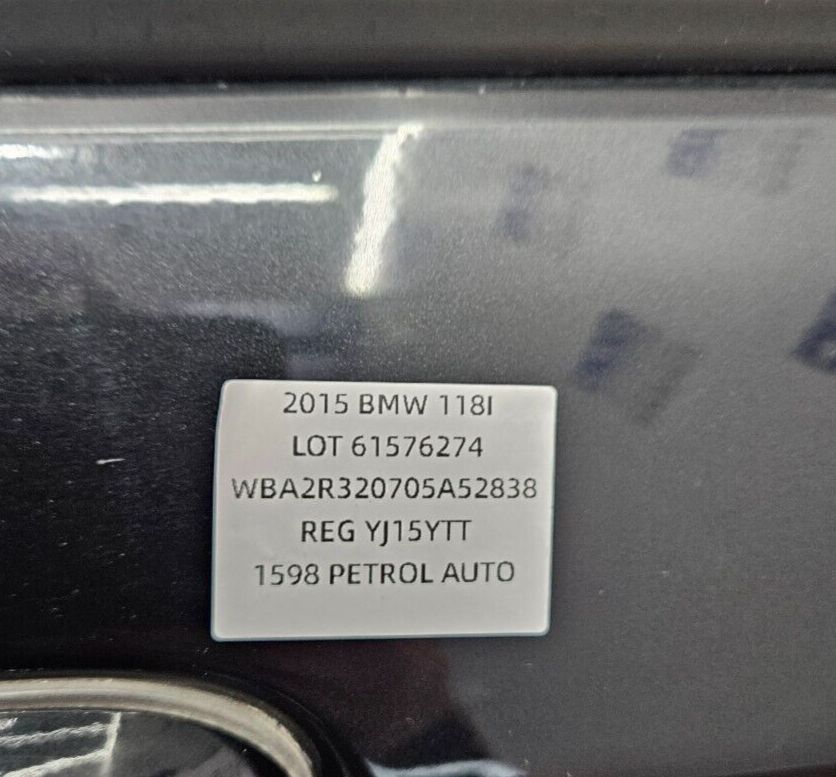 2015 BMW 118I
LOT 61576274
WBA2R320705A52838
REG YJ15YTT
1598 PETROL AUTO